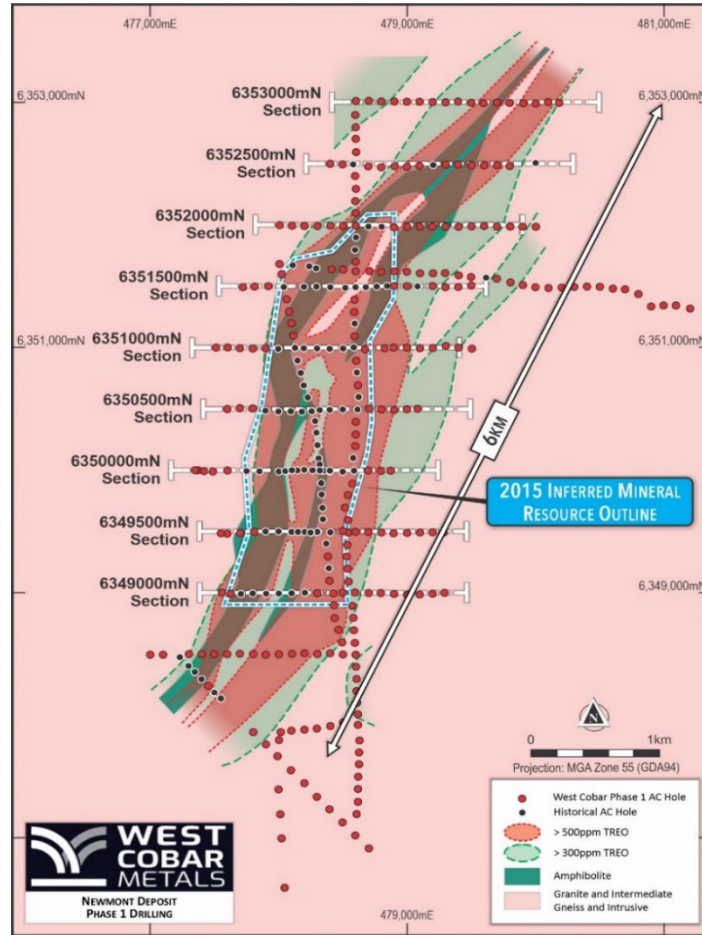 477,000mE
479,000mE
481,000mE
6,353,000mN
6353000mN
Section
6,353,000mN
6352500mN
Section
6352000mN
Section
6351500mN
Section
6,351,000mN
6351000mN
Section
6,351,000mN
6350500mN
Section
6KM
6350000mN
Section
2015 INFERRED MINERAL
RESOURCE OUTLINE
6349500mN
Section
6349000mN
Section
6,349,000mN
N
0
1km
Projection: MGA Zone 55 (GDA94)
West Cobar Phase 1 AC Hole
Historical AC Hole
> 500ppm TREO
> 300ppm TREO
Amphibolite
Granite and Intermediate
Gneiss and Intrusive
WEST
COBAR
METALS
NEWMONT DEPOSIT
PHASE 1 DRILLING
479,000mE